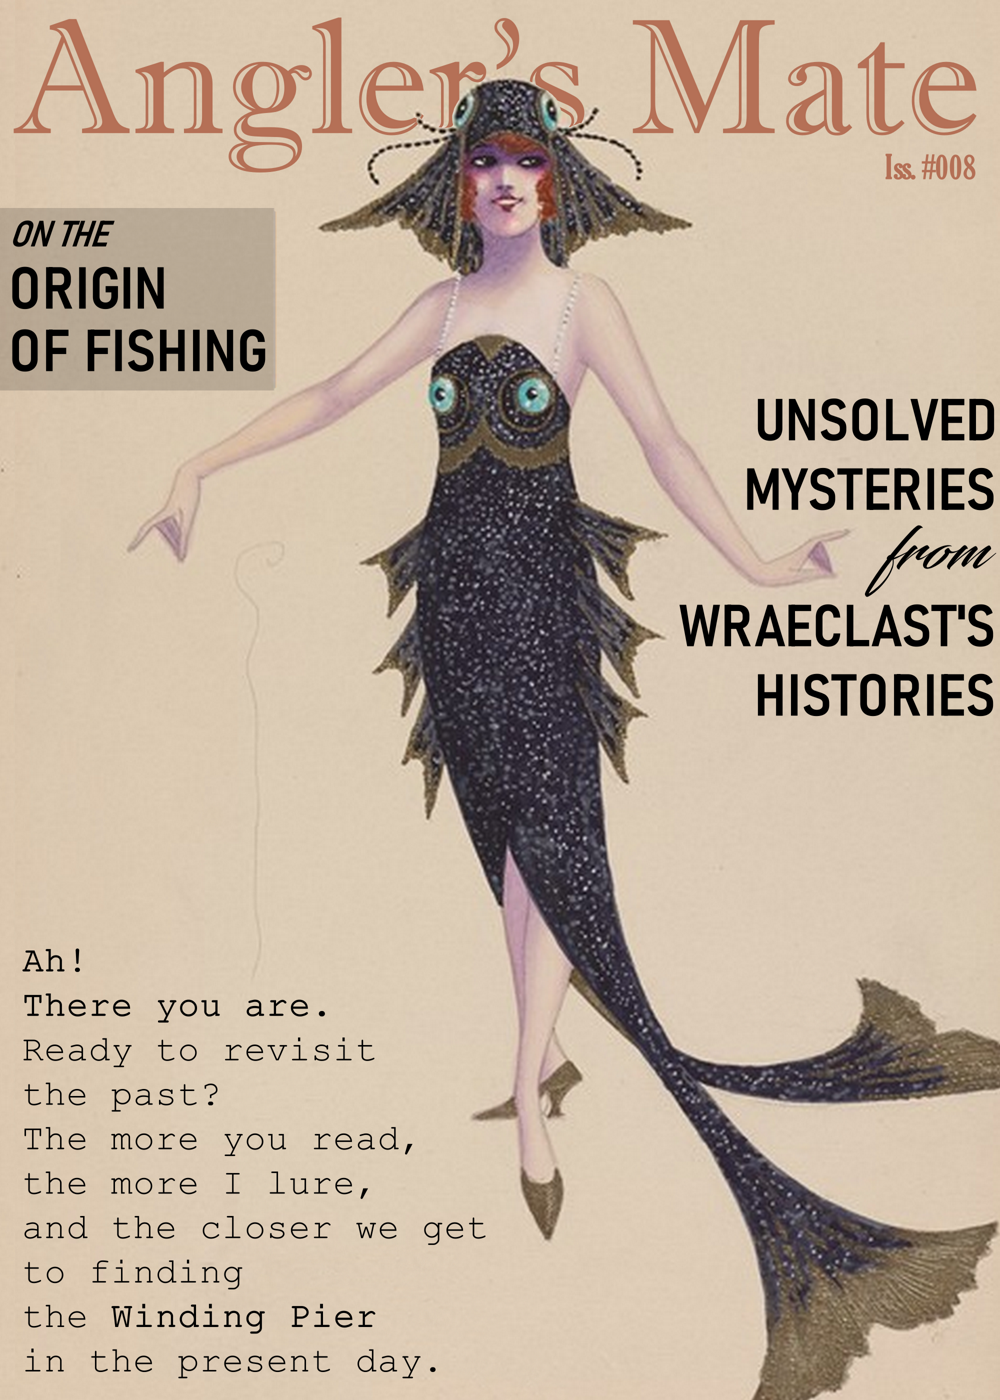 Angler's Mate
Iss. #008
ON THE
ORIGIN
OF FISHING
UNSOLVED
MYSTERIES
from
WRAECLAST'S
HISTORIES
Ah!
There you are.
Ready to revisit
the past?
The more you read,
the more I lure,
and the closer we get
to finding
the Winding Pier
in the present day.